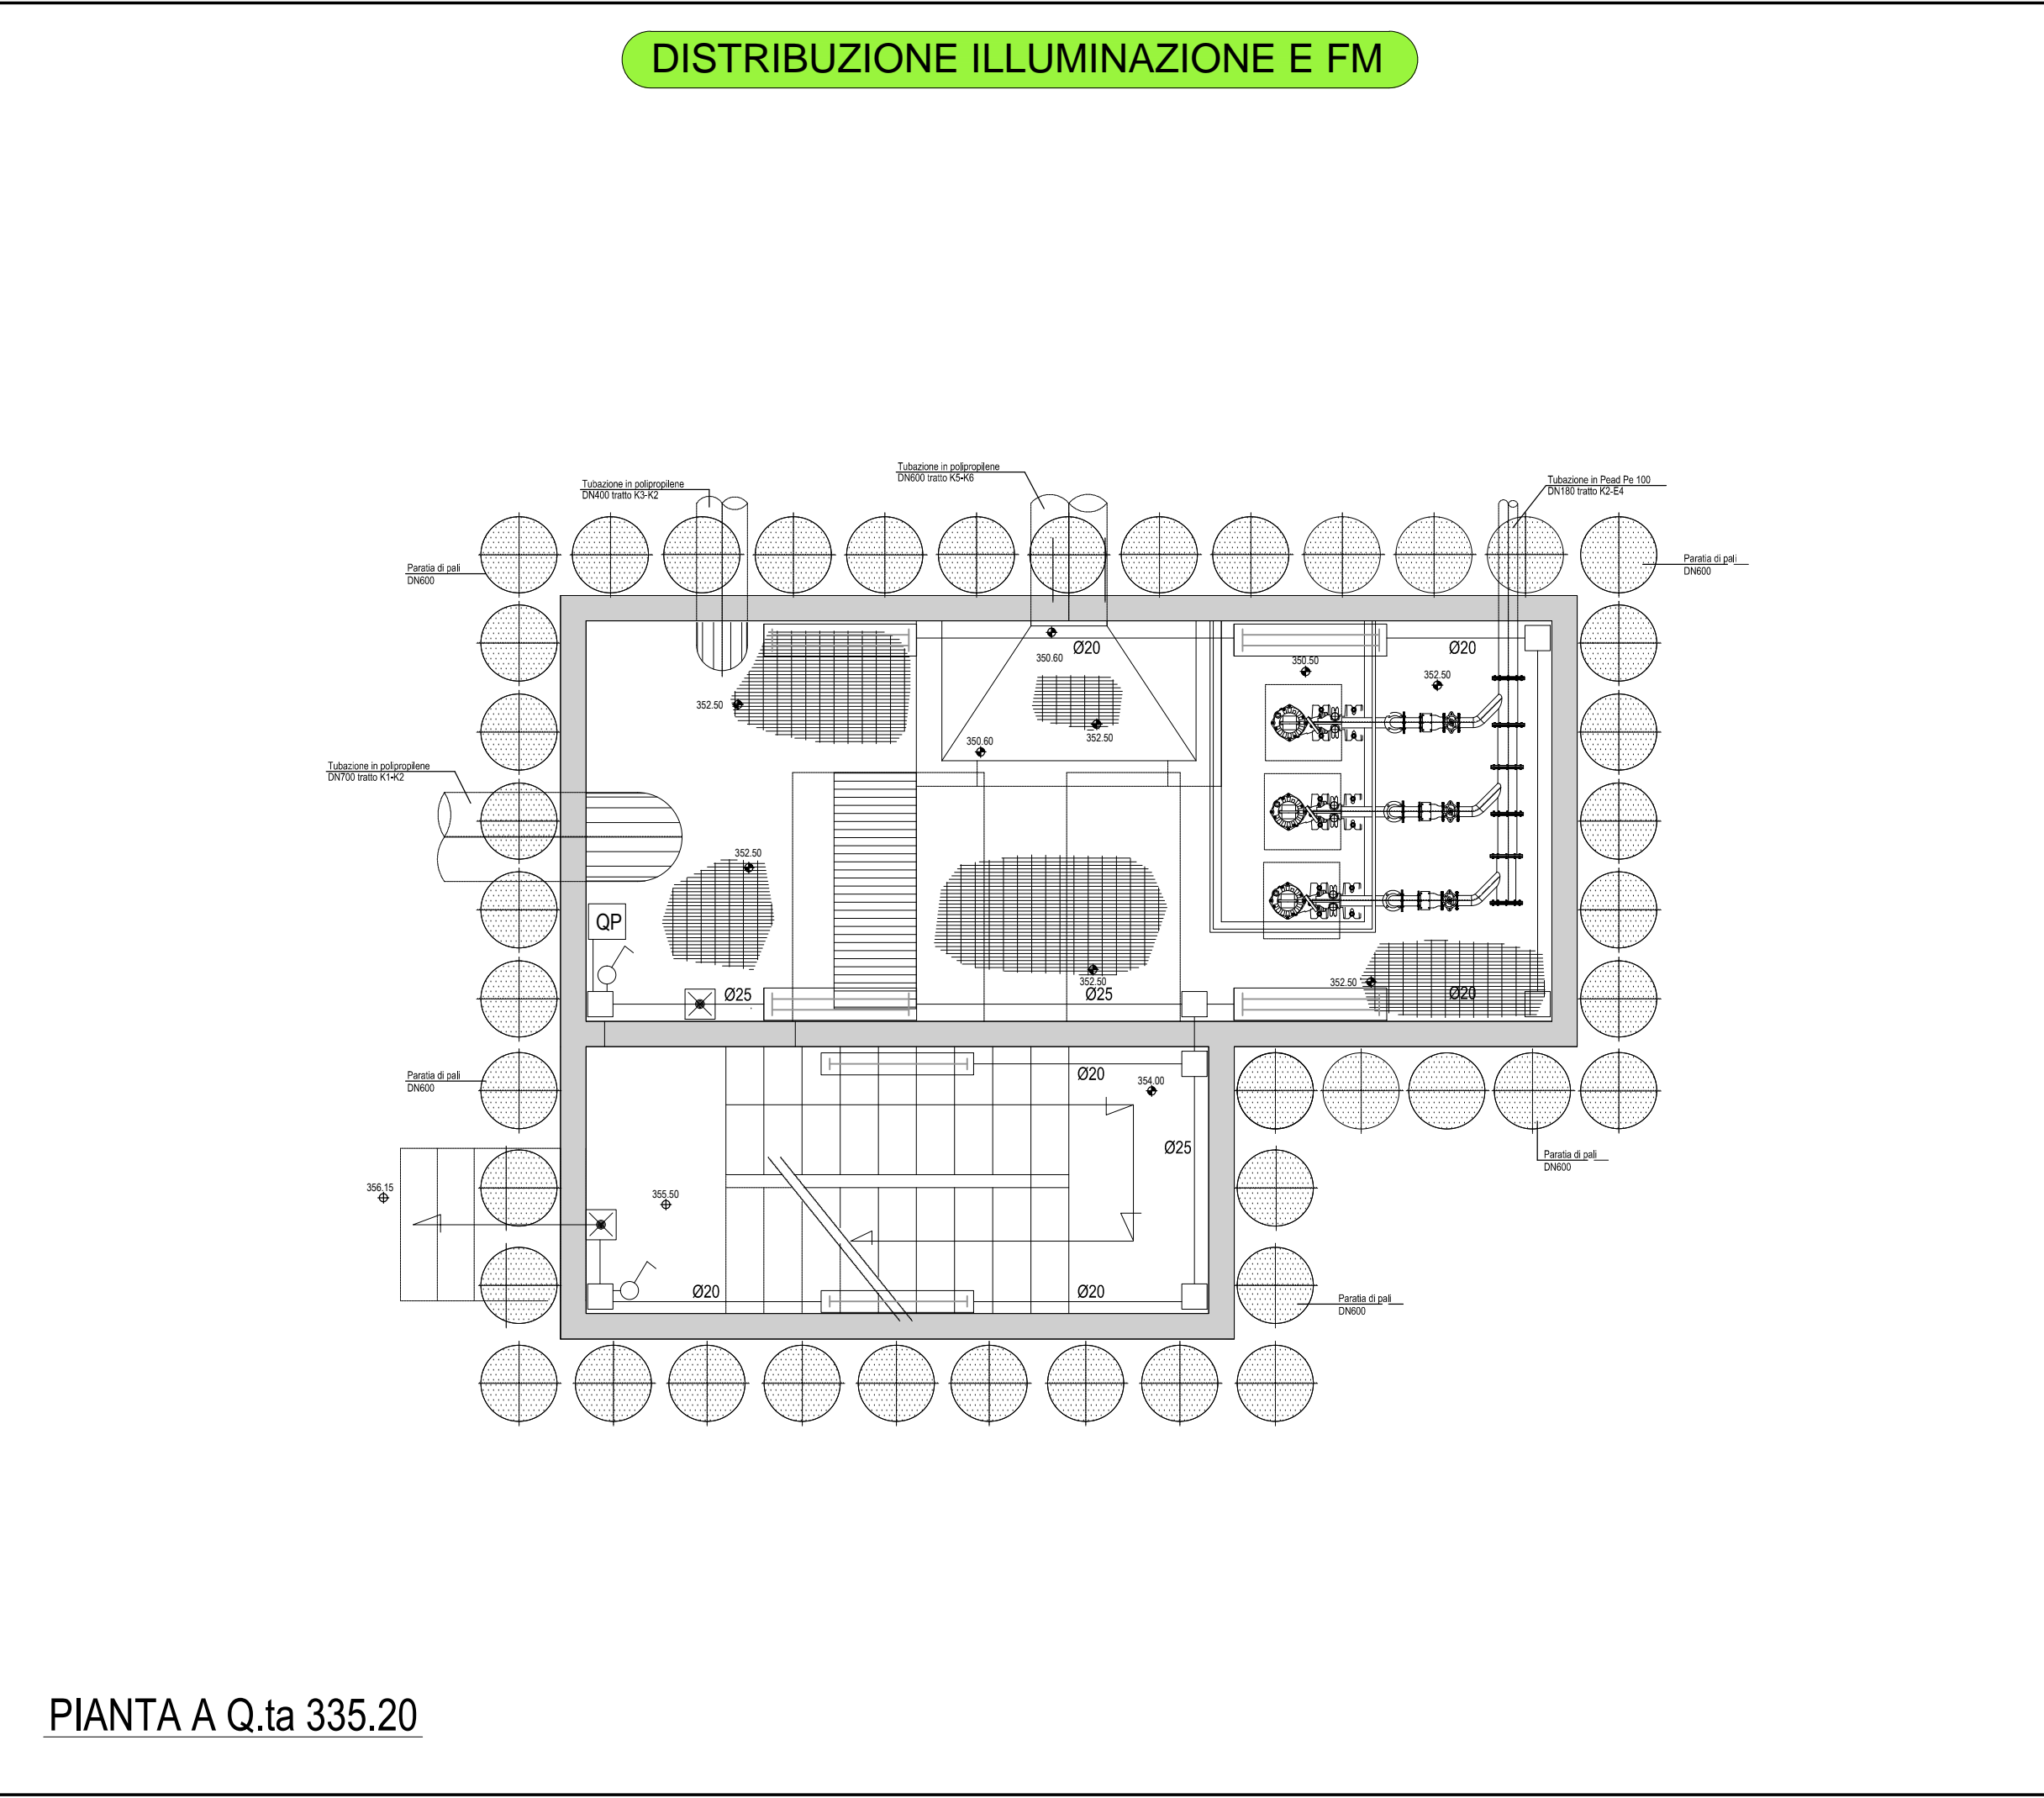 DISTRIBUZIONE ILLUMINAZIONE E FM
Tubazione in polipropilene
DN600 tratto K5-K6
Tubazione in polipropilene
DN400 tratto K3-K2
Tubazione in Pead Pe 100
DN180 tratto K2-E4
Paratia di pali
DN600
Paratia di pali
DN600
Ø20
Ø20
350.60
350.50
352.50
352.50
352.50
350.60
Tubazione in polipropilene
DN700 tratto K1-K2
352.50
QP
352.50
352.50
Ø25
Ø25
Ø20
Paratia di pali
DN600
Ø20
354.00
Ø25
Paratia di pali
DN600
356.15
355.50
Ø20
Ø20
Paratia di pali
DN600
PIANTA A Q.ta 335.20